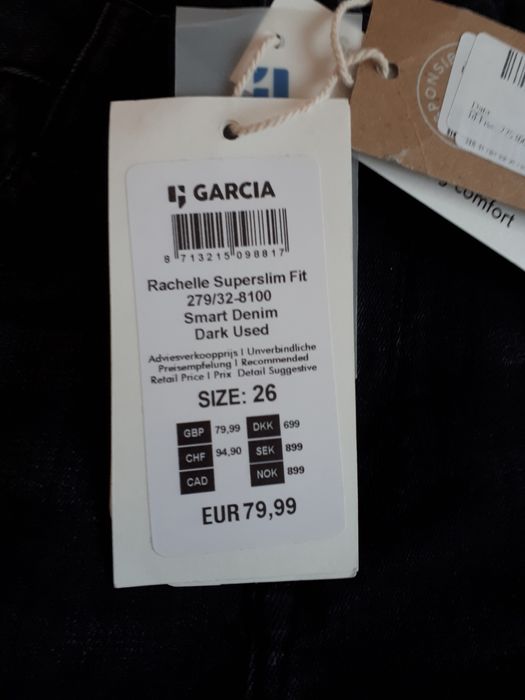 GARCIA
8 713215 098817
Rachelle Superslim Fit
279/32-8100
Smart Denim
Dark Used
Adviesverkoopprijs I Unverbindliche
Preisempfelung I Recommended
Retail Price I Prix Detail Suggestive
SIZE: 26
GBP 79,99 DKK 699
CHF 94,90 SEK 899
CAD NOK 899
EUR 79,99
comfort